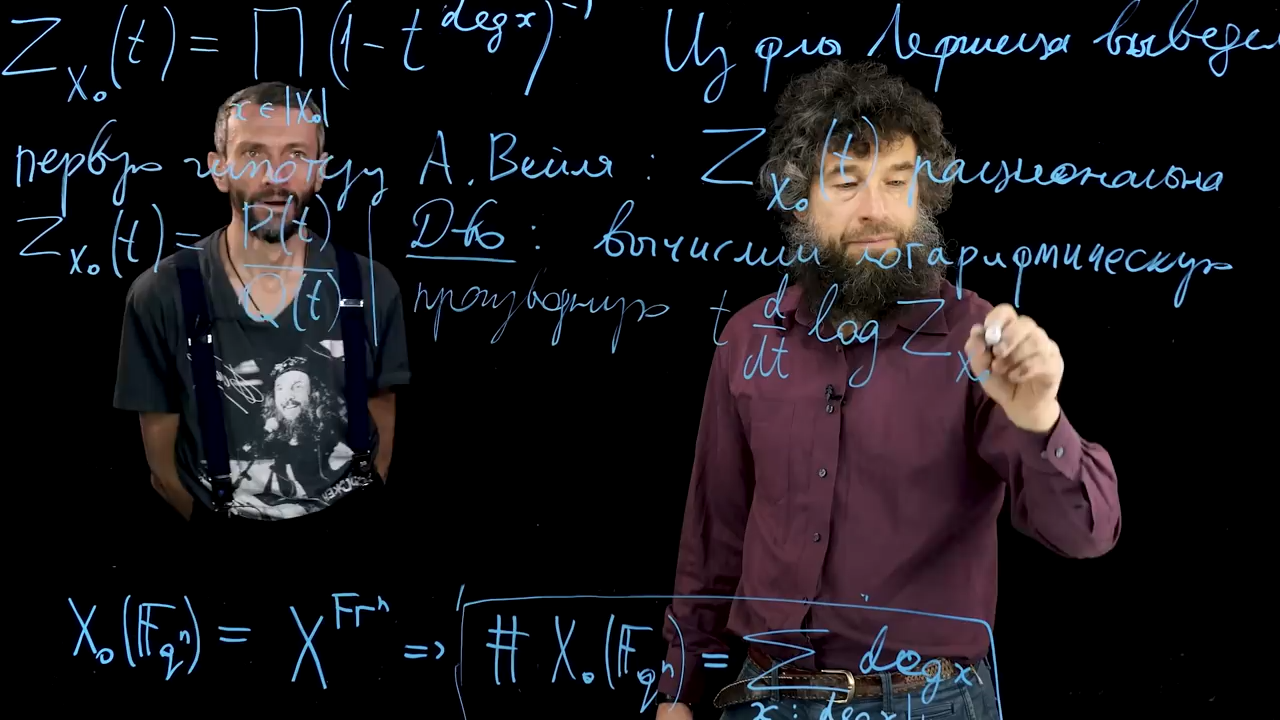 Z_{X₀}(t) = ∏_{x ∈ |X₀|} (1 - t^{deg x})^{-1}   Из ф-лы Лефшеца выведем
первую гипотезу А. Вейля : Z_{X₀}(t) рациональна
Z_{X₀}(t) = P(t)/Q(t) | Д-во : вычислим логарифмическую
производную t d/dt log Z_{X₀}
X₀(𝔽_{qⁿ}) = X^{Frⁿ} => # X₀(𝔽_{qⁿ}) = ∑_{x : deg x |} deg x